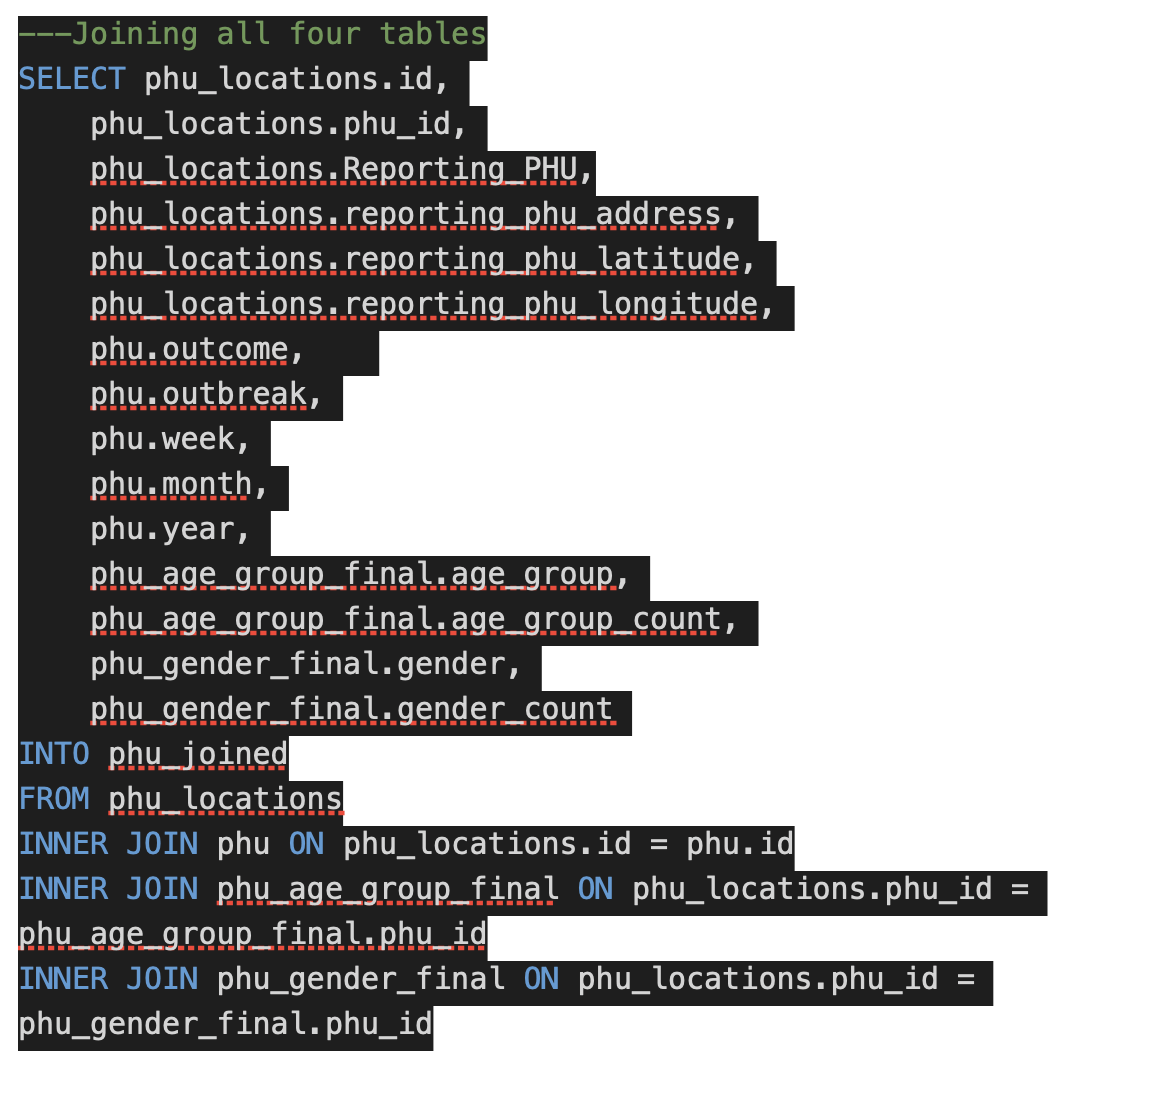 ---Joining all four tables
SELECT phu_locations.id,
phu_locations.phu_id,
phu_locations.Reporting_PHU,
phu_locations.reporting_phu_address,
phu_locations.reporting_phu_latitude,
phu_locations.reporting_phu_longitude,
phu.outcome,
phu.outbreak,
phu.week,
phu.month,
phu.year,
phu_age_group_final.age_group,
phu_age_group_final.age_group_count,
phu_gender_final.gender,
phu_gender_final.gender_count
INTO phu_joined
FROM phu_locations
INNER JOIN phu ON phu_locations.id = phu.id
INNER JOIN phu_age_group_final ON phu_locations.phu_id =
phu_age_group_final.phu_id
INNER JOIN phu_gender_final ON phu_locations.phu_id =
phu_gender_final.phu_id